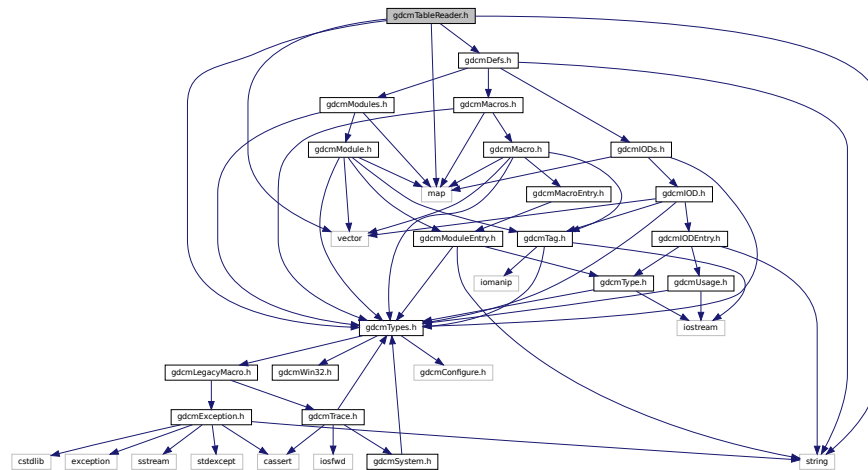 gdcmTableReader.h
gdcmDefs.h
gdcmModules.h
gdcmMacros.h
gdcmModule.h
gdcmMacro.h
gdcmIODs.h
map
gdcmMacroEntry.h
gdcmIOD.h
vector
gdcmModuleEntry.h
gdcmTag.h
gdcmIODEntry.h
iomanip
gdcmType.h
gdcmUsage.h
gdcmTypes.h
iostream
gdcmLegacyMacro.h
gdcmWin32.h
gdcmConfigure.h
gdcmException.h
gdcmTrace.h
cstdlib
exception
sstream
stdexcept
cassert
iosfwd
gdcmSystem.h
string